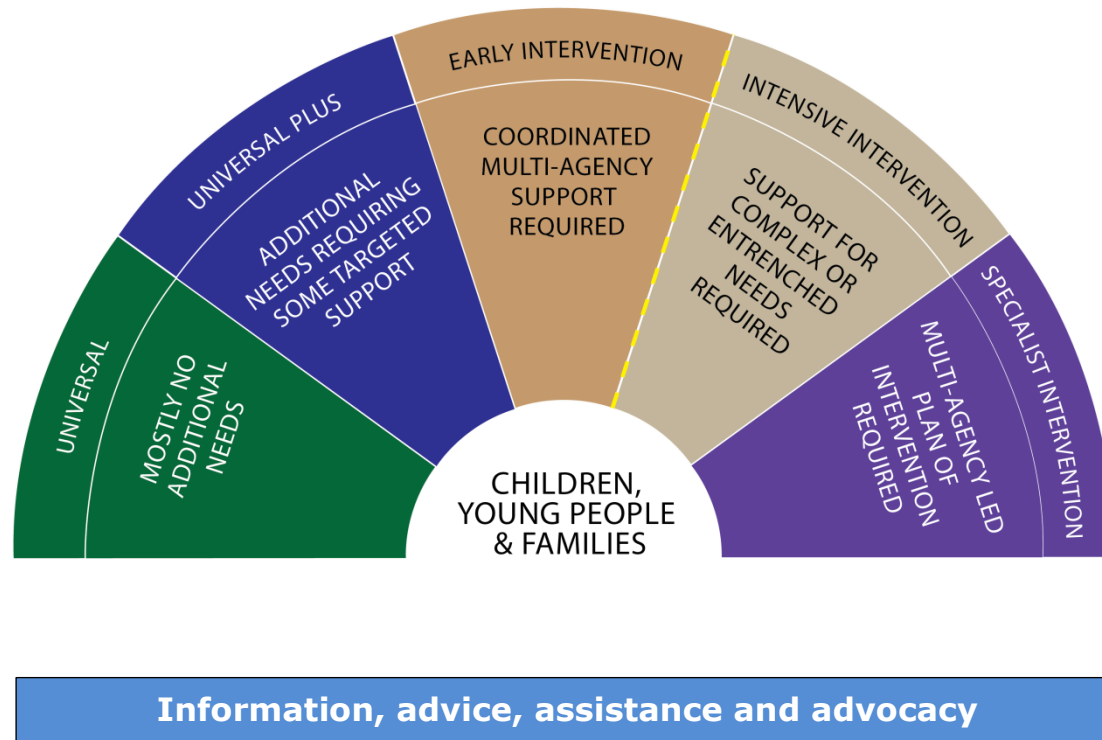 UNIVERSAL
MOSTLY NO
ADDITIONAL
NEEDS
UNIVERSAL PLUS
ADDITIONAL
NEEDS REQUIRING
SOME TARGETED
SUPPORT
EARLY INTERVENTION
COORDINATED
MULTI-AGENCY
SUPPORT
REQUIRED
INTENSIVE INTERVENTION
SUPPORT FOR
COMPLEX OR
ENTRENCHED
NEEDS
REQUIRED
SPECIALIST INTERVENTION
MULTI-AGENCY LED
PLAN OF
INTERVENTION
REQUIRED
CHILDREN,
YOUNG PEOPLE
& FAMILIES
Information, advice, assistance and advocacy